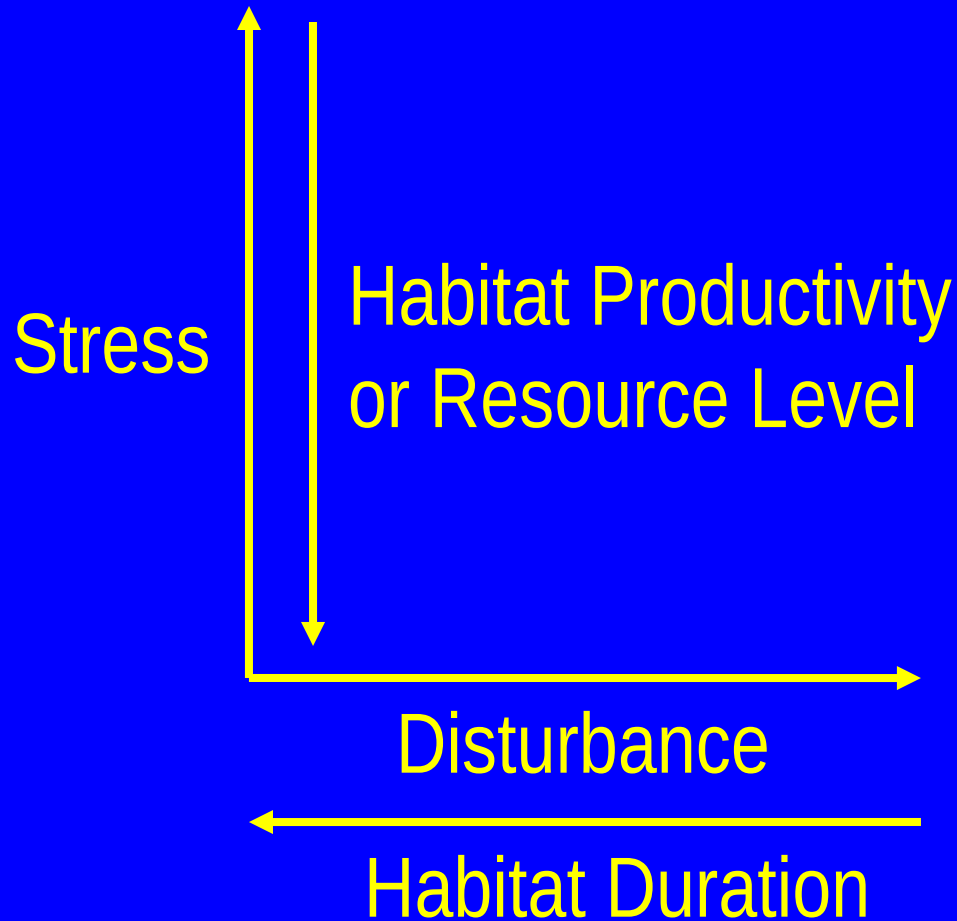 Stress
Habitat Productivity
or Resource Level
Disturbance
Habitat Duration